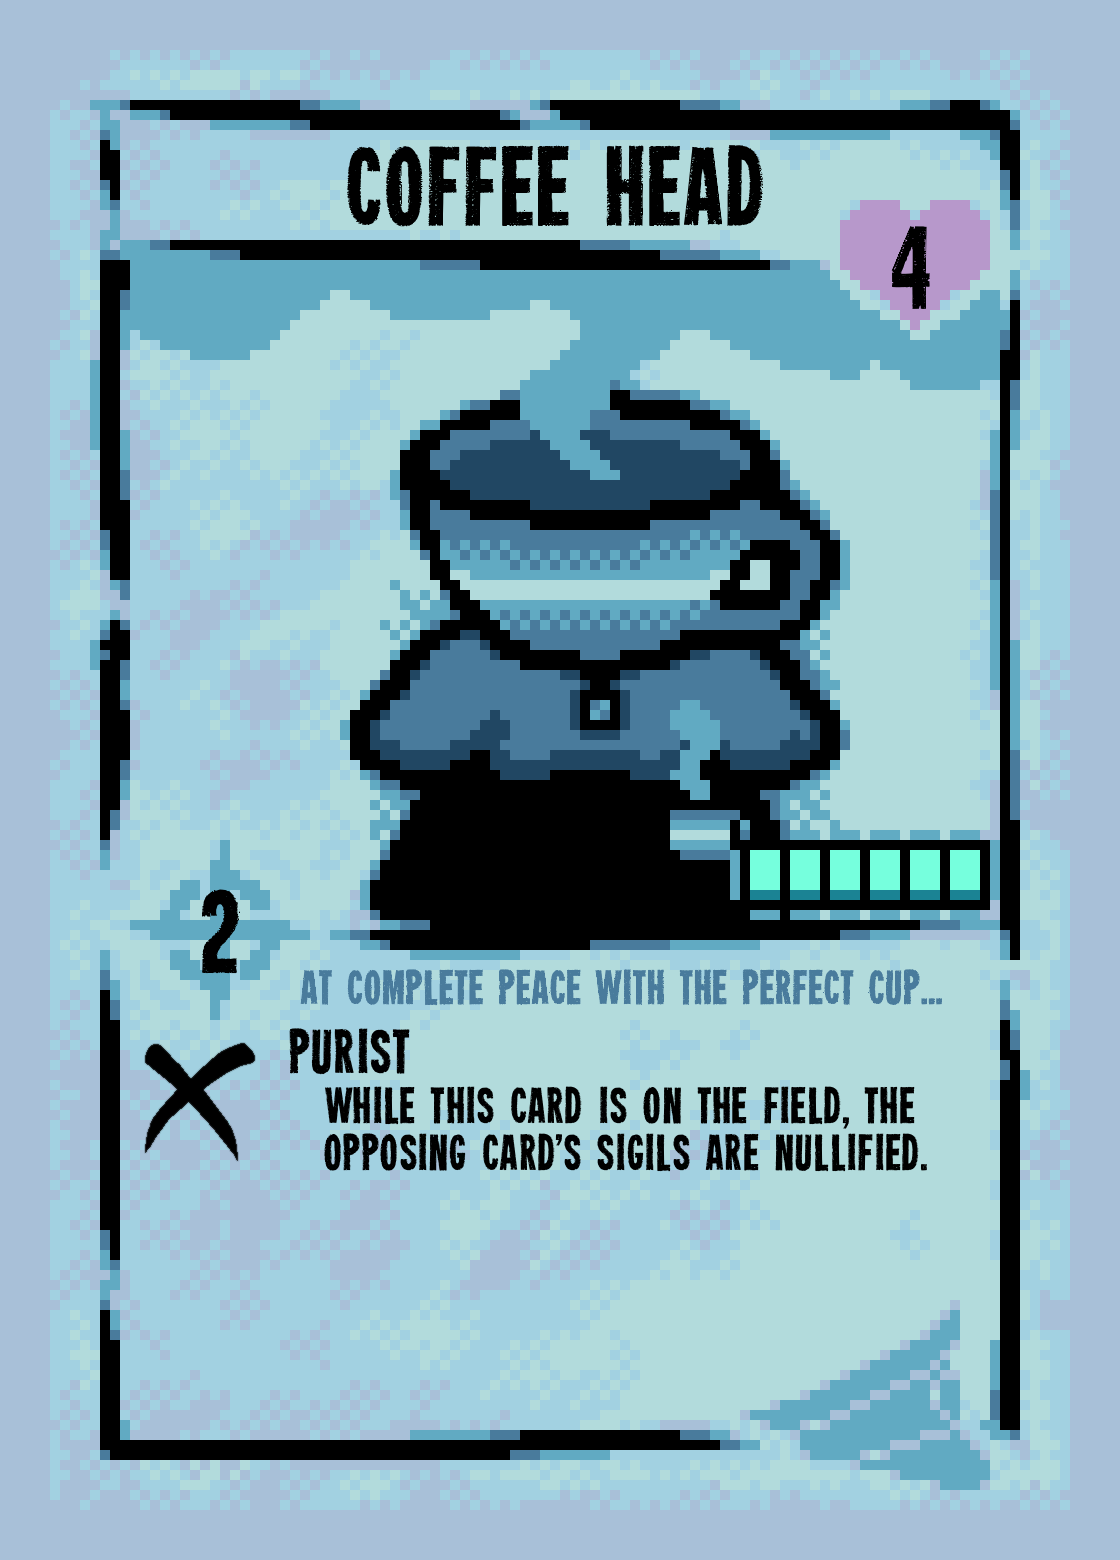 COFFEE HEAD
4
2
AT COMPLETE PEACE WITH THE PERFECT CUP...
PURIST
WHILE THIS CARD IS ON THE FIELD, THE
OPPOSING CARD'S SIGILS ARE NULLIFIED.